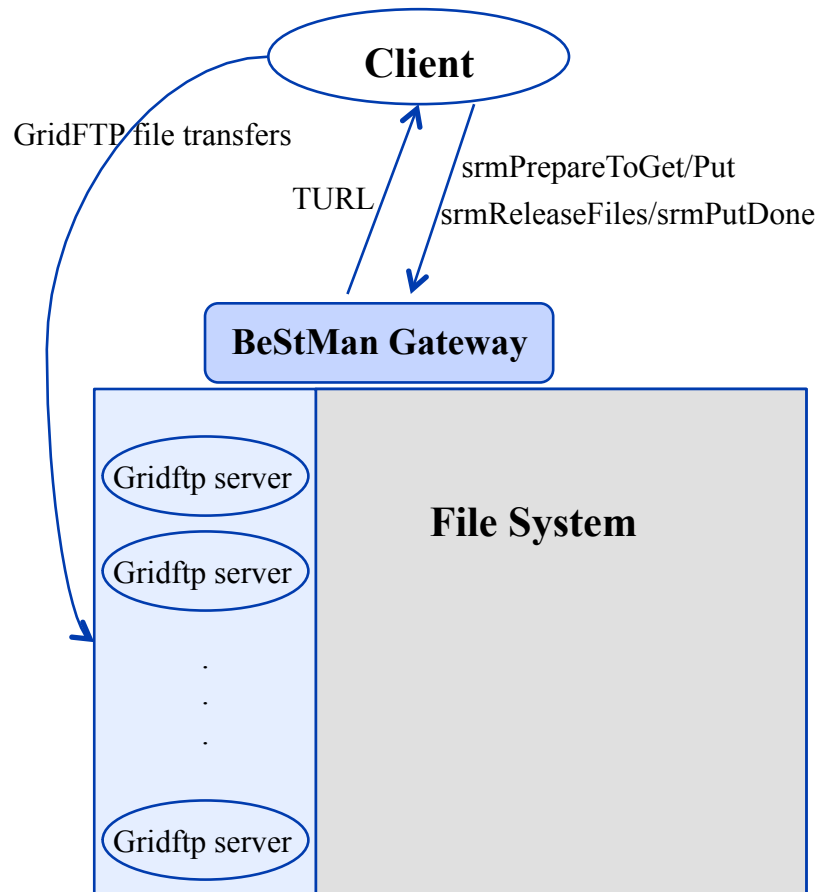 Client
GridFTP file transfers
srmPrepareToGet/Put
TURL
srmReleaseFiles/srmPutDone
BeStMan Gateway
Gridftp server
File System
Gridftp server
.
.
.
Gridftp server